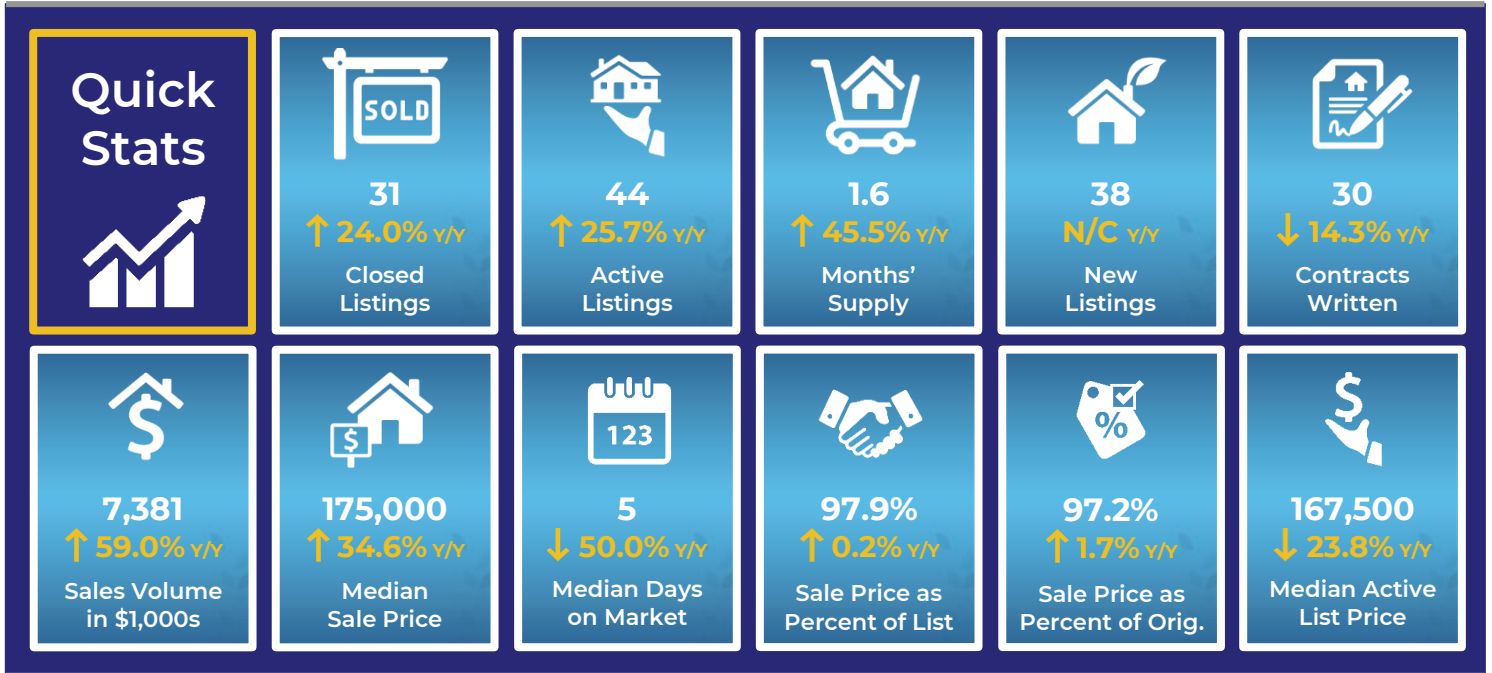 Quick
Stats
SOLD
31
↑ 24.0% Y/Y
Closed
Listings
44
↑ 25.7% Y/Y
Active
Listings
1.6
↑ 45.5% Y/Y
Months’
Supply
38
N/C Y/Y
New
Listings
30
↓ 14.3% Y/Y
Contracts
Written
$
7,381
↑ 59.0% Y/Y
Sales Volume
in $1,000s
$
175,000
↑ 34.6% Y/Y
Median
Sale Price
123
5
↓ 50.0% Y/Y
Median Days
on Market
97.9%
↑ 0.2% Y/Y
Sale Price as
Percent of List
%
97.2%
↑ 1.7% Y/Y
Sale Price as
Percent of Orig.
$
167,500
↓ 23.8% Y/Y
Median Active
List Price